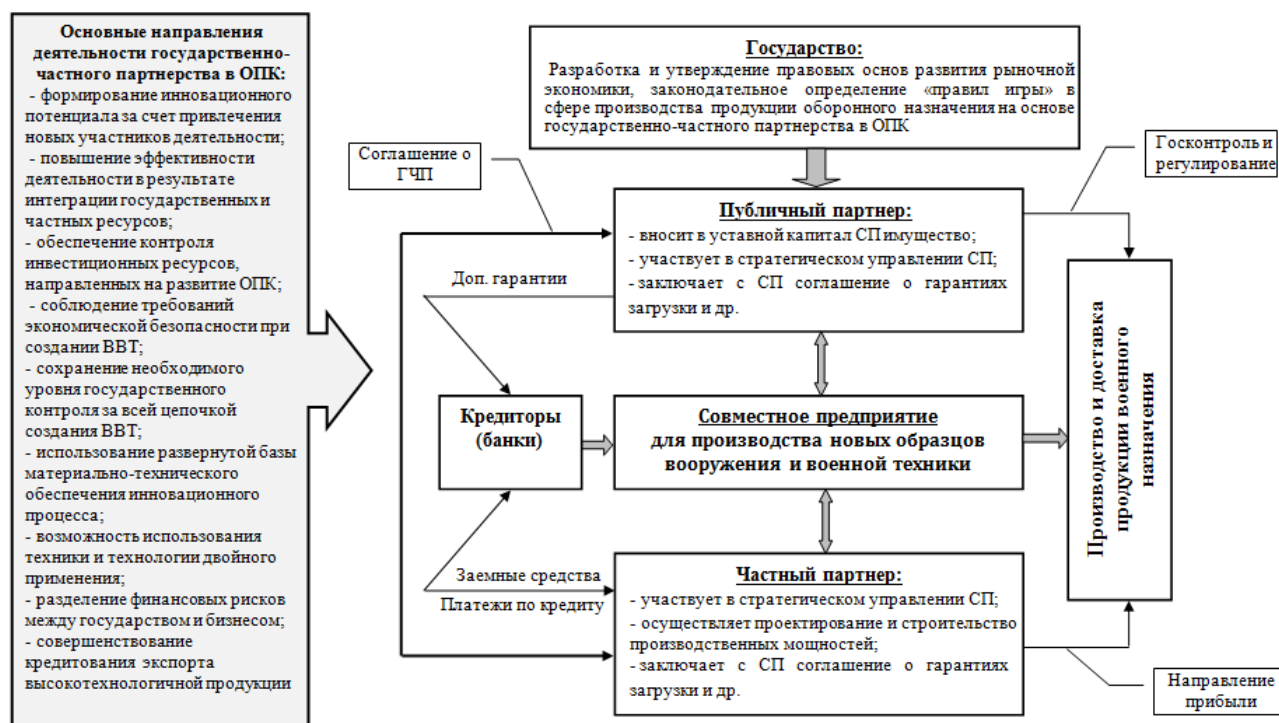 Основные направления
деятельности государственно-
частного партнерства в ОПК:
- формирование инновационного
потенциала за счет привлечения
новых участников деятельности;
- повышение эффективности
деятельности в результате
интеграции государственных и
частных ресурсов;
- обеспечение контроля
инвестиционных ресурсов,
направленных на развитие ОПК;
- соблюдение требований
экономической безопасности при
создании ВВТ;
- сохранение необходимого
уровня государственного
контроля за всей цепочкой
создания ВВТ;
- использование развернутой базы
материально-технического
обеспечения инновационного
процесса;
- возможность использования
техники и технологии двойного
применения;
- разделение финансовых рисков
между государством и бизнесом;
- совершенствование
кредитования экспорта
высокотехнологичной продукции
Государство:
Разработка и утверждение правовых основ развития рыночной
экономики, законодательное определение «правил игры» в
сфере производства продукции оборонного назначения на основе
государственно-частного партнерства в ОПК
Соглашение о
ГЧП
Госконтроль и
регулирование
Публичный партнер:
- вносит в уставной капитал СП имущество;
- участвует в стратегическом управлении СП;
- заключает с СП соглашение о гарантиях
загрузки и др.
Доп. гарантии
Кредиторы
(банки)
Совместное предприятие
для производства новых образцов
вооружения и военной техники
Производство и доставка
продукции военного
назначения
Заемные средства
Платежи по кредиту
Частный партнер:
- участвует в стратегическом управлении СП;
- осуществляет проектирование и строительство
производственных мощностей;
- заключает с СП соглашение о гарантиях
загрузки и др.
Направление
прибыли